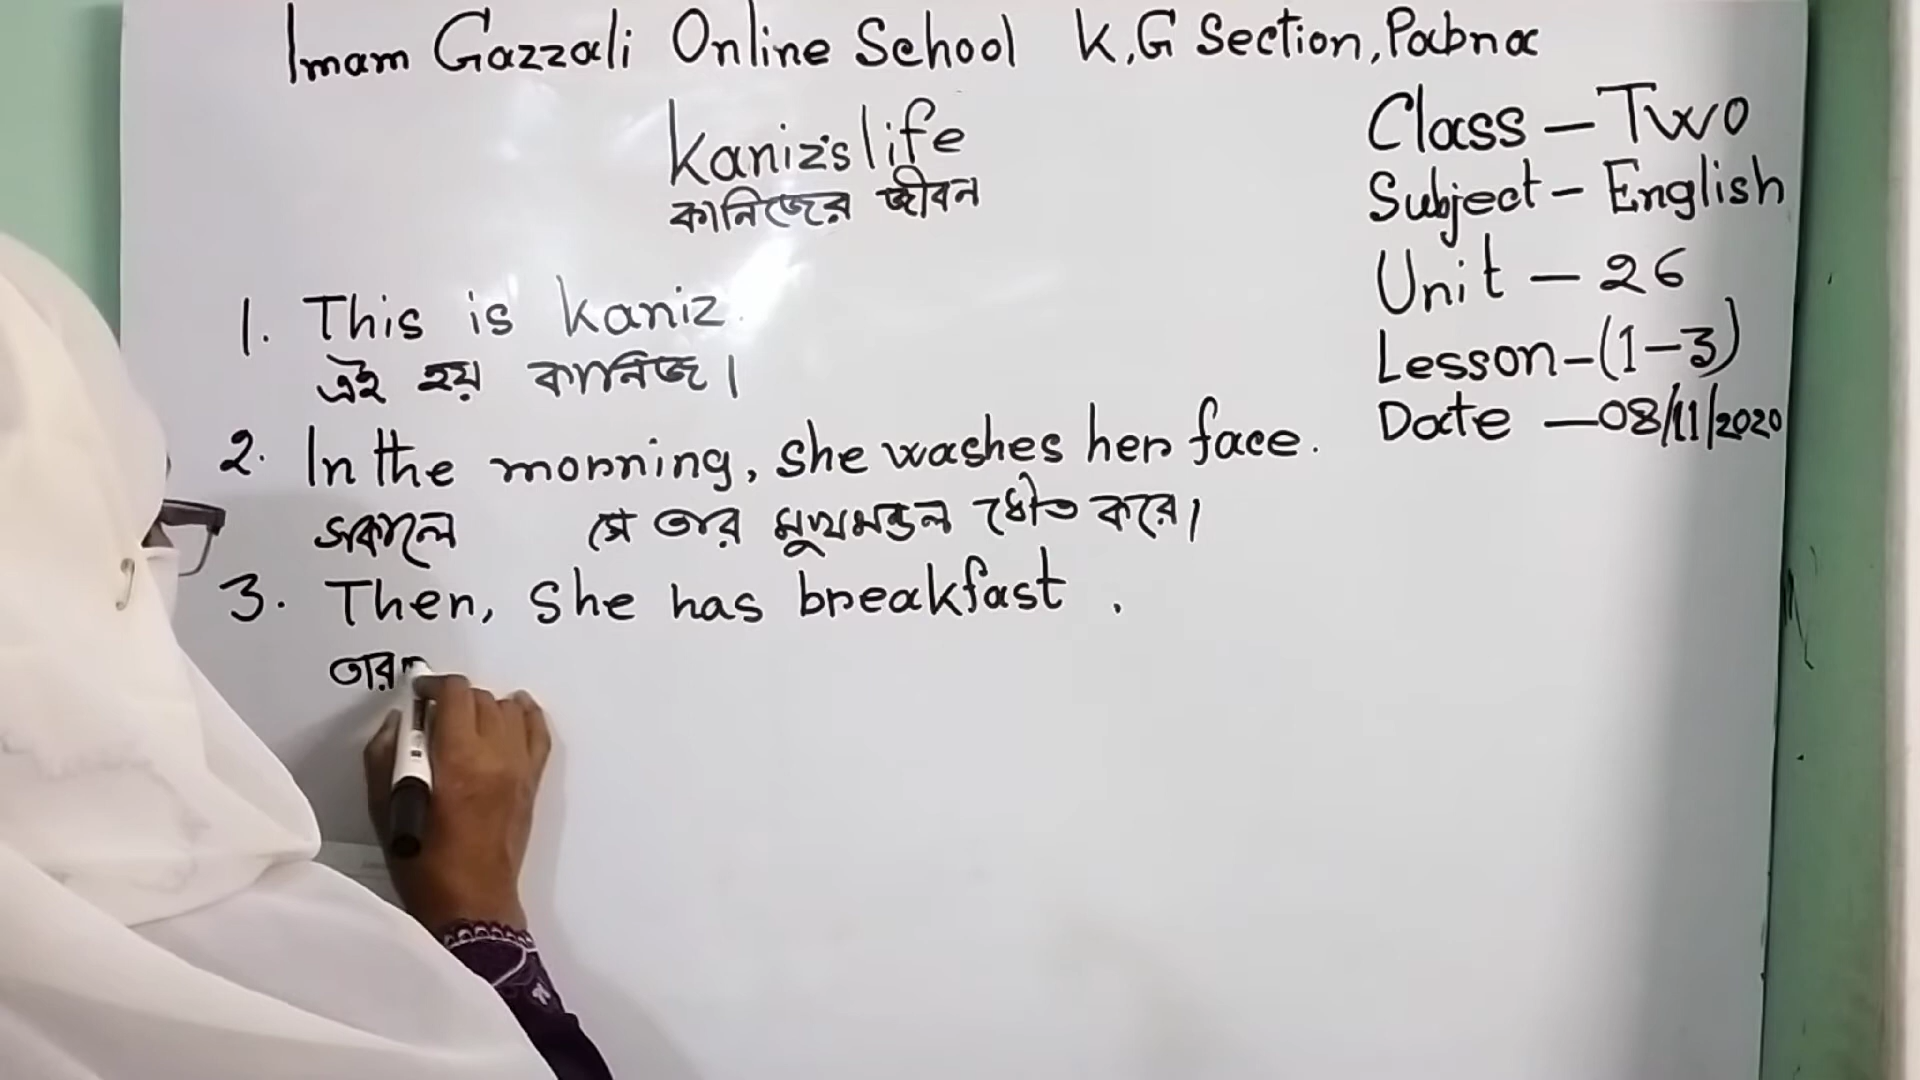 Imam Gazzali Online School K,G Section, Pabna
Kaniz's life
কানিজের জীবন
Class – Two
Subject – English
Unit – 26
Lesson – (1–3)
Date – 08/11/2020
1. This is kaniz.
এই হয় কানিজ।
2. In the morning, she washes her face.
সকালে সে তার মুখমন্ডল ধৌত করে।
3. Then, she has breakfast.
তার